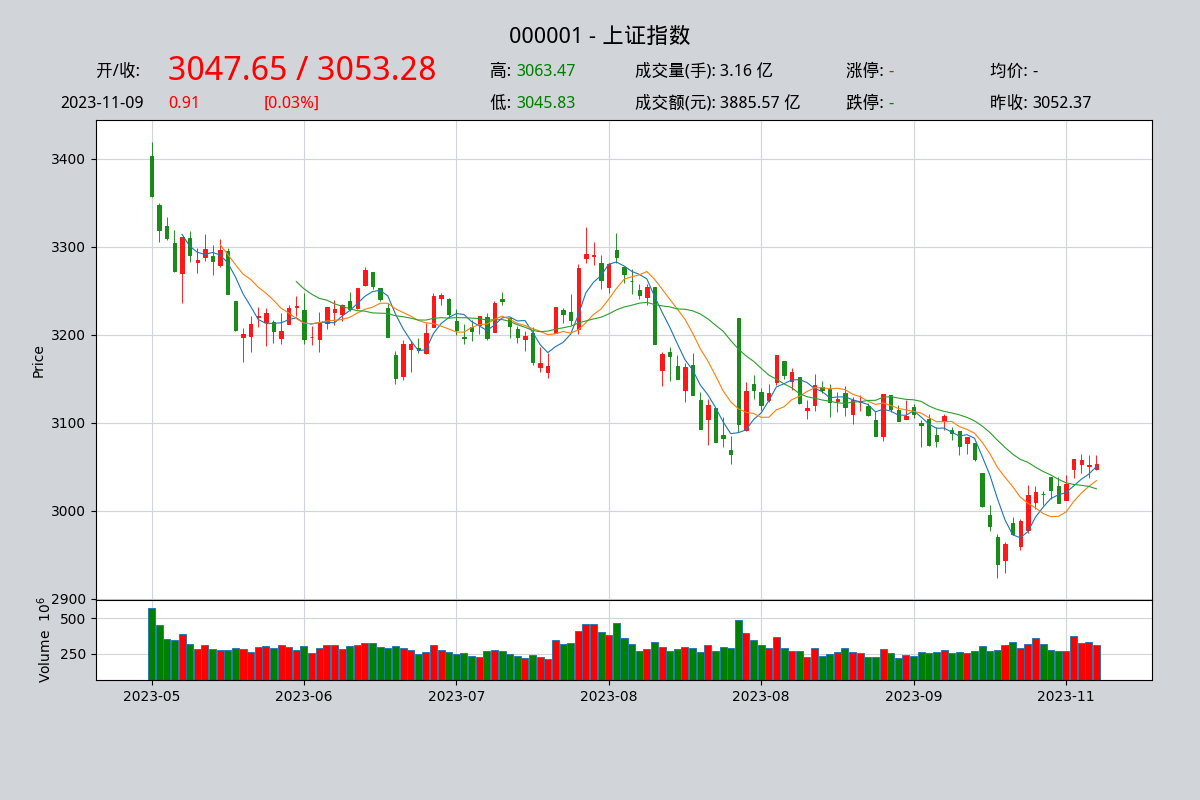 000001 - 上证指数
开/收: 3047.65 / 3053.28 高: 3063.47 成交量(手): 3.16 亿 涨停: - 均价: -
2023-11-09 0.91 [0.03%] 低: 3045.83 成交额(元): 3885.57 亿 跌停: - 昨收: 3052.37
3400
3300
3200
3100
3000
2900
Price
500
250
Volume 10⁶
2023-05 2023-06 2023-07 2023-08 2023-08 2023-09 2023-11